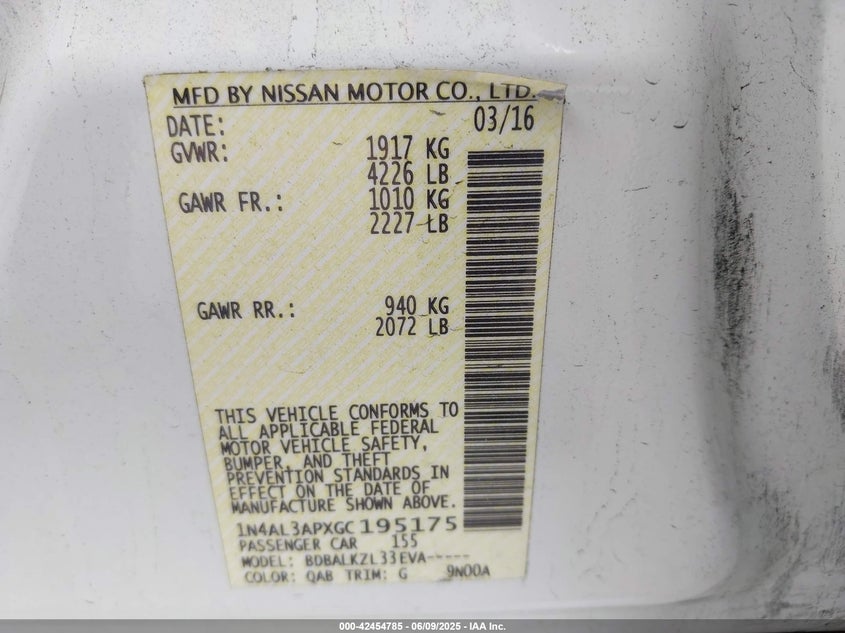 MFD BY NISSAN MOTOR CO., LTD.
DATE: 03/16
GVWR: 1917 KG
4226 LB
GAWR FR.: 1010 KG
2227 LB
GAWR RR.: 940 KG
2072 LB
THIS VEHICLE CONFORMS TO
ALL APPLICABLE FEDERAL
MOTOR VEHICLE SAFETY,
BUMPER, AND THEFT
PREVENTION STANDARDS IN
EFFECT ON THE DATE OF
MANUFACTURE SHOWN ABOVE.
1N4AL3APXGC195175
PASSENGER CAR 155
MODEL: BDBALKZL33EVA-----
COLOR: QAB TRIM: G 9N00A
000-42454785 - 06/09/2025 - IAA Inc.